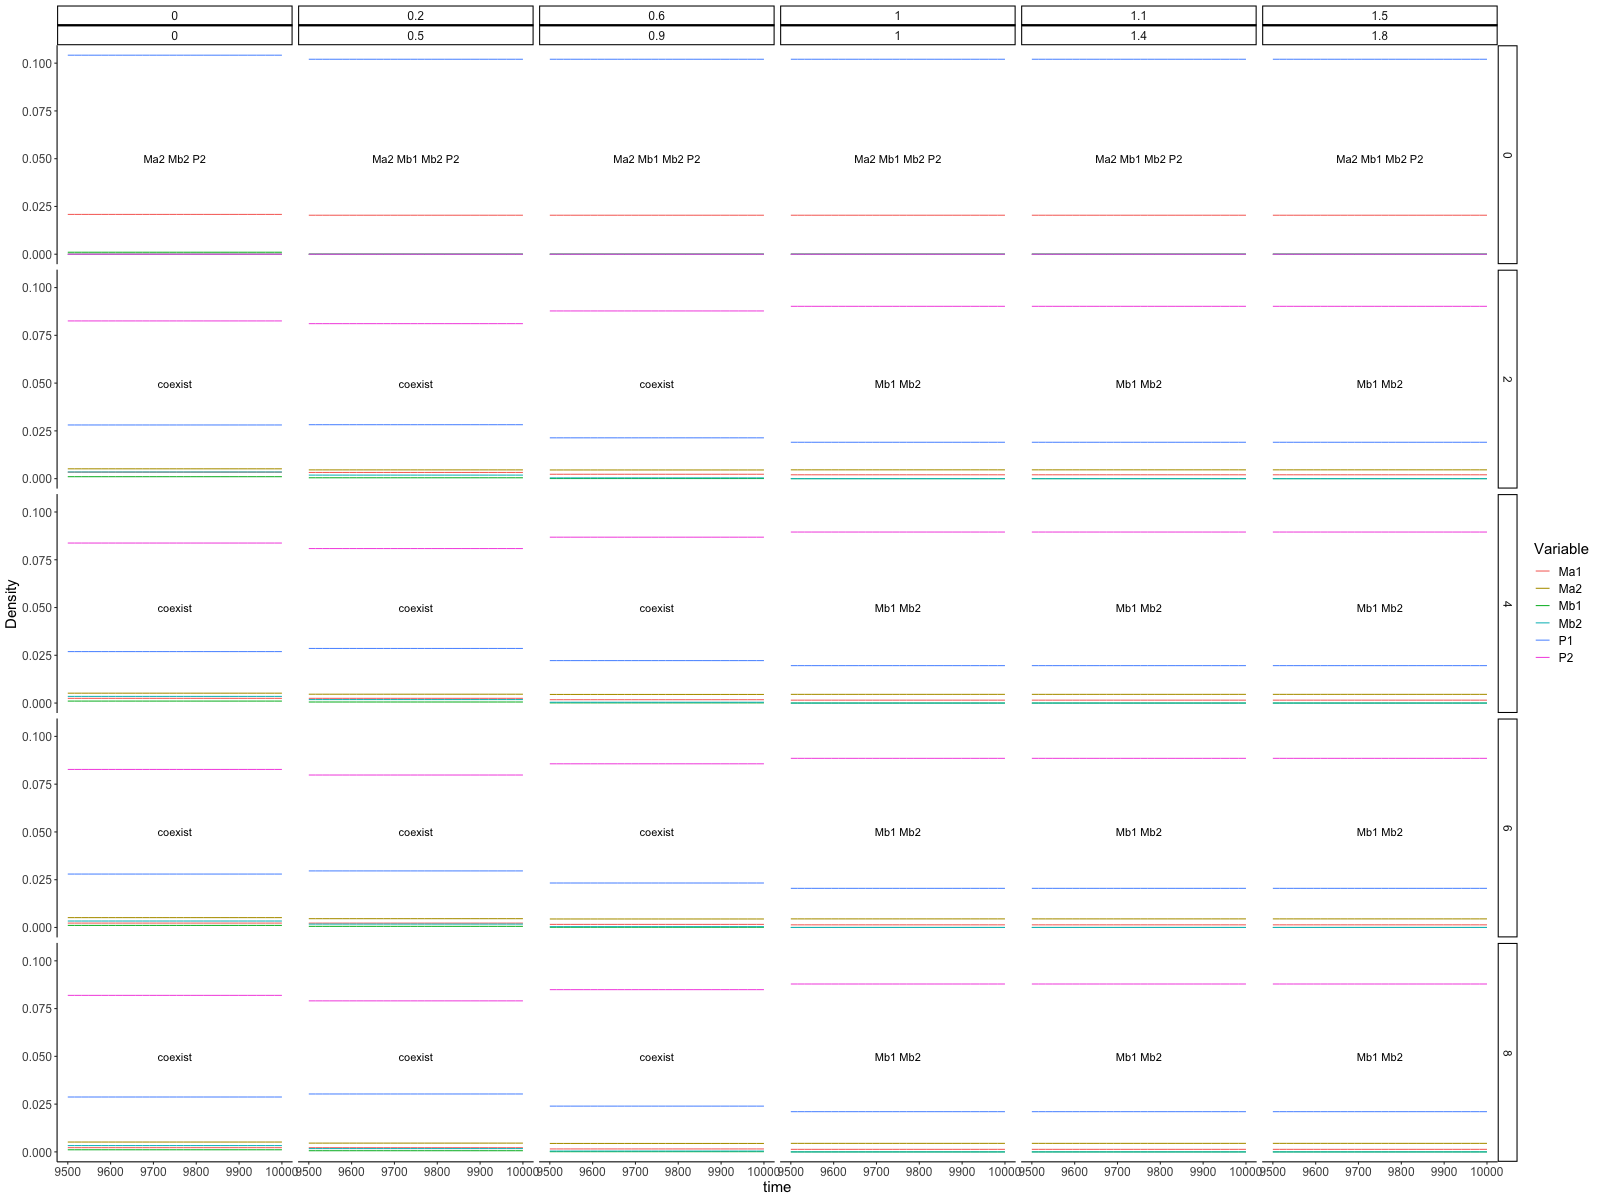 0 0.2 0.6 1 1.1 1.5
0 0.5 0.9 1 1.4 1.8
0.100
0.075
0.050 Ma2 Mb2 P2 Ma2 Mb1 Mb2 P2 Ma2 Mb1 Mb2 P2 Ma2 Mb1 Mb2 P2 Ma2 Mb1 Mb2 P2 Ma2 Mb1 Mb2 P2 0
0.025
0.000
0.100
0.075
0.050 coexist coexist coexist Mb1 Mb2 Mb1 Mb2 Mb1 Mb2 2
0.025
0.000
0.100
0.075
0.050 coexist coexist coexist Mb1 Mb2 Mb1 Mb2 Mb1 Mb2 4
0.025
0.000
0.100
0.075
0.050 coexist coexist coexist Mb1 Mb2 Mb1 Mb2 Mb1 Mb2 6
0.025
0.000
0.100
0.075
0.050 coexist coexist coexist Mb1 Mb2 Mb1 Mb2 Mb1 Mb2 8
0.025
0.000
9500 9600 9700 9800 9900 10000 9500 9600 9700 9800 9900 10000 9500 9600 9700 9800 9900 10000 9500 9600 9700 9800 9900 10000 9500 9600 9700 9800 9900 10000 9500 9600 9700 9800 9900 10000
time
Density
Variable
Ma1
Ma2
Mb1
Mb2
P1
P2